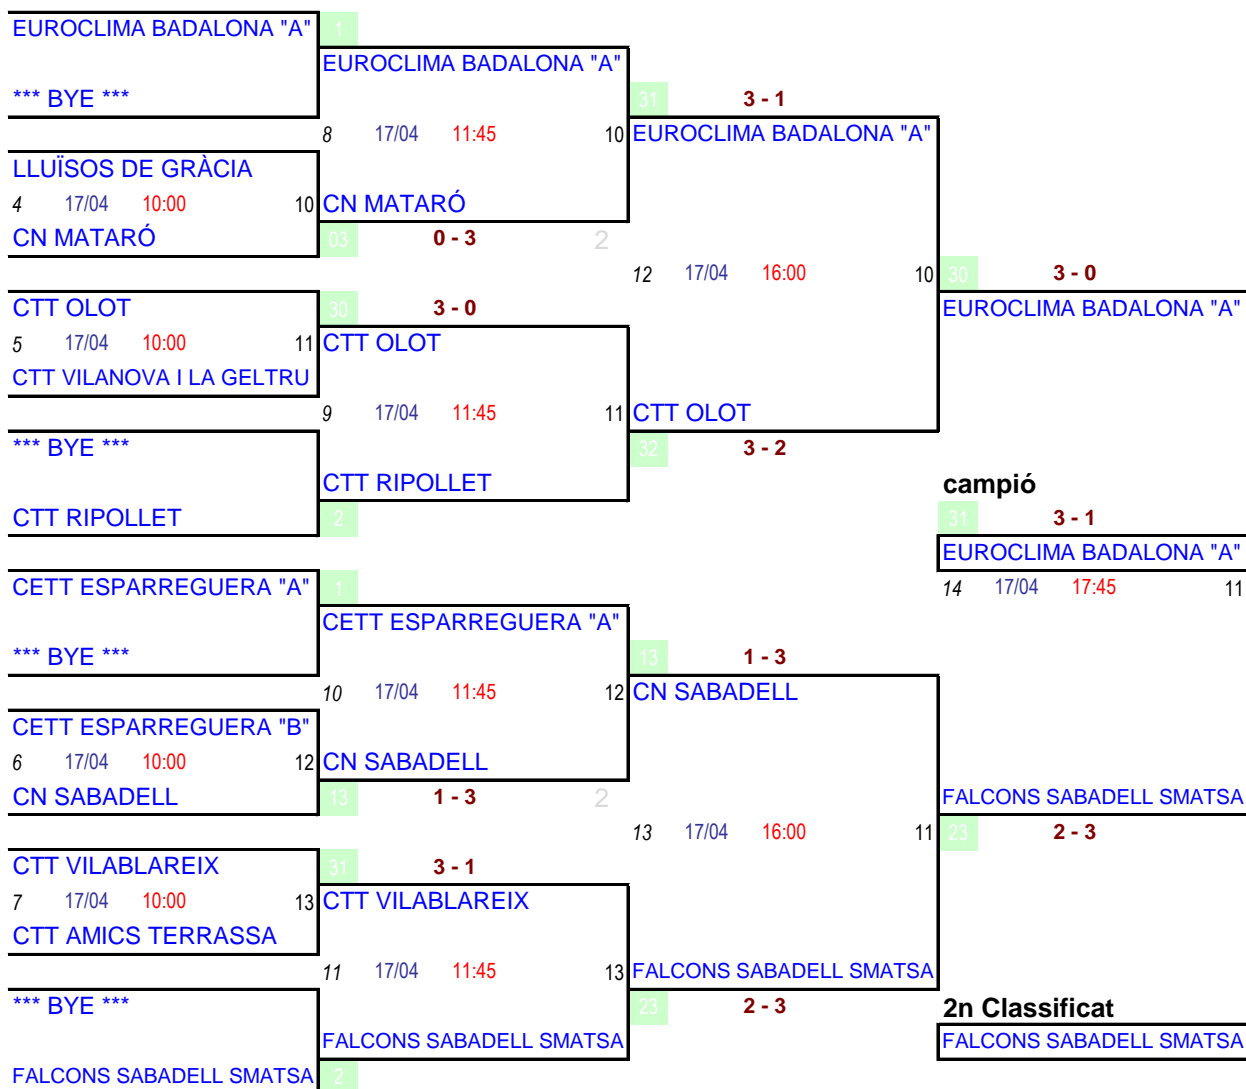 EUROCLIMA BADALONA "A" 1
EUROCLIMA BADALONA "A"
*** BYE *** 31 3 - 1
8 17/04 11:45 10 EUROCLIMA BADALONA "A"
LLUÏSOS DE GRÀCIA
4 17/04 10:00 10 CN MATARÓ
CN MATARÓ 03 0 - 3 2
12 17/04 16:00 10 30 3 - 0
CTT OLOT 30 3 - 0 EUROCLIMA BADALONA "A"
5 17/04 10:00 11 CTT OLOT
CTT VILANOVA I LA GELTRU
9 17/04 11:45 11 CTT OLOT
*** BYE *** 32 3 - 2
CTT RIPOLLET campió
CTT RIPOLLET 2 31 3 - 1
EUROCLIMA BADALONA "A"
CETT ESPARREGUERA "A" 1 14 17/04 17:45 11
CETT ESPARREGUERA "A"
*** BYE *** 13 1 - 3
10 17/04 11:45 12 CN SABADELL
CETT ESPARREGUERA "B"
6 17/04 10:00 12 CN SABADELL
CN SABADELL 13 1 - 3 2 FALCONS SABADELL SMATSA
13 17/04 16:00 11 23 2 - 3
CTT VILABLAREIX 31 3 - 1
7 17/04 10:00 13 CTT VILABLAREIX
CTT AMICS TERRASSA
11 17/04 11:45 13 FALCONS SABADELL SMATSA
*** BYE *** 23 2 - 3 2n Classificat
FALCONS SABADELL SMATSA FALCONS SABADELL SMATSA
FALCONS SABADELL SMATSA 2